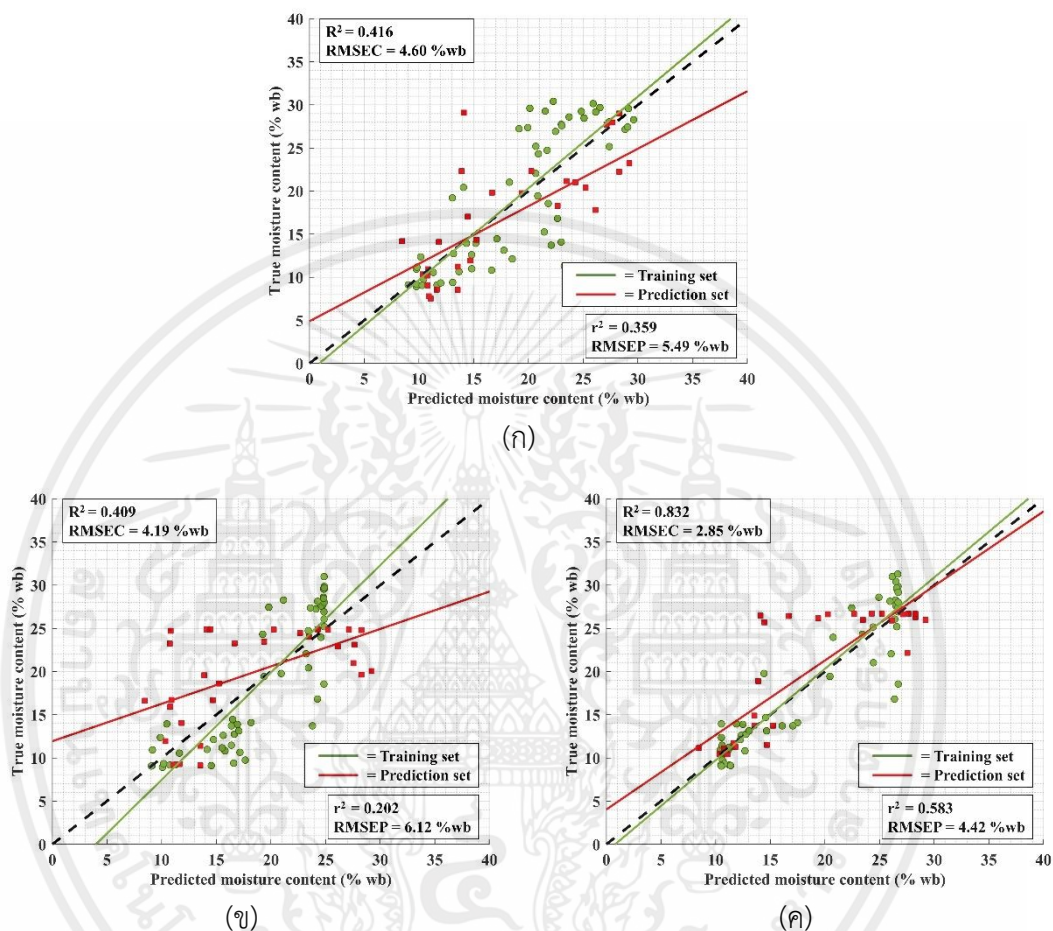 R² = 0.416
RMSEC = 4.60 %wb
40
35
30
25
20
15
10
5
0
True moisture content (% wb)
= Training set
= Prediction set
r² = 0.359
RMSEP = 5.49 %wb
0 5 10 15 20 25 30 35 40
Predicted moisture content (% wb)
(ก)
R² = 0.409
RMSEC = 4.19 %wb
40
35
30
25
20
15
10
5
0
True moisture content (% wb)
= Training set
= Prediction set
r² = 0.202
RMSEP = 6.12 %wb
0 5 10 15 20 25 30 35 40
Predicted moisture content (% wb)
(ข)
R² = 0.832
RMSEC = 2.85 %wb
40
35
30
25
20
15
10
5
0
True moisture content (% wb)
= Training set
= Prediction set
r² = 0.583
RMSEP = 4.42 %wb
0 5 10 15 20 25 30 35 40
Predicted moisture content (% wb)
(ค)